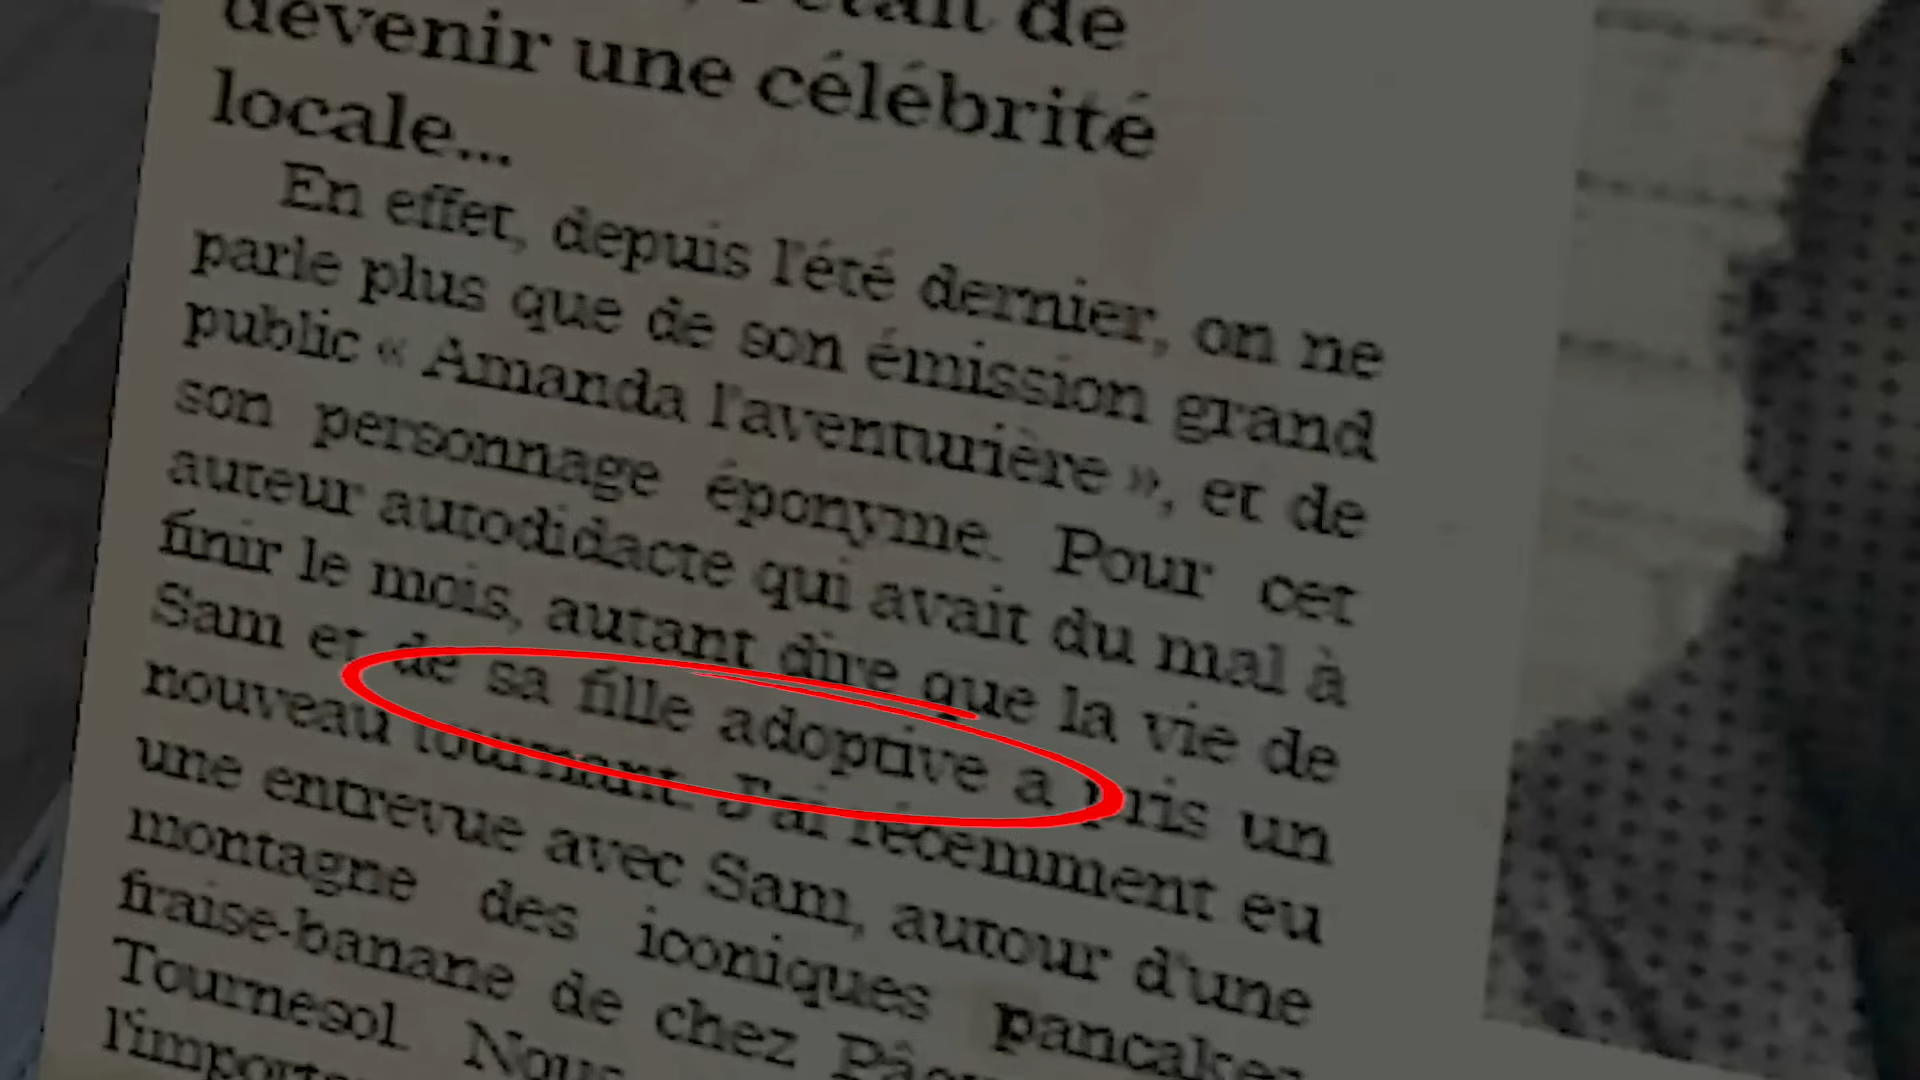 était de
devenir une célébrité
locale...
En effet, depuis l'été dernier, on ne
parle plus que de son émission grand
public « Amanda l'aventurière », et de
son personnage éponyme. Pour cet
auteur autodidacte qui avait du mal à
finir le mois, autant dire que la vie de
Sam et de sa fille adoptive a pris un
nouveau tournant. J'ai récemment eu
une entrevue avec Sam, autour d'une
montagne des iconiques pancakes
fraise-banane de chez
Tournesol. Nous